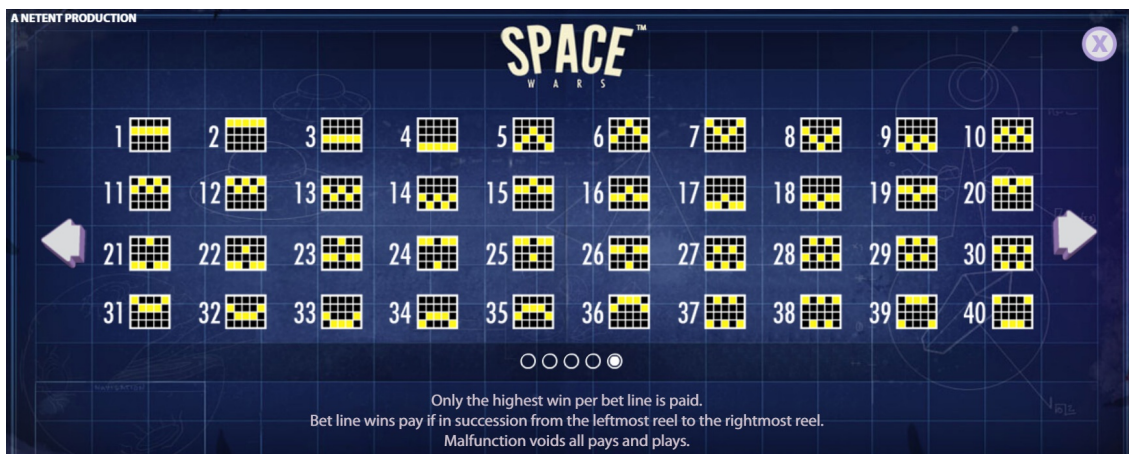 A NETENT PRODUCTION
SPACE™
WARS
1 2 3 4 5 6 7 8 9 10
11 12 13 14 15 16 17 18 19 20
21 22 23 24 25 26 27 28 29 30
31 32 33 34 35 36 37 38 39 40
Only the highest win per bet line is paid.
Bet line wins pay if in succession from the leftmost reel to the rightmost reel.
Malfunction voids all pays and plays.